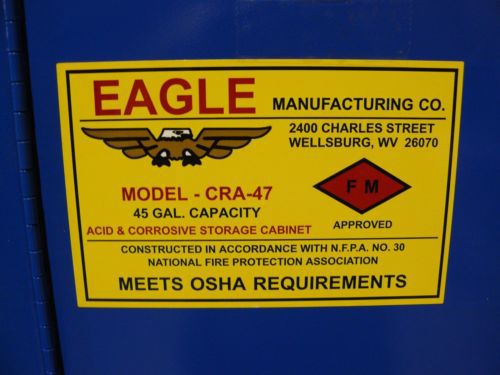 EAGLE MANUFACTURING CO.
2400 CHARLES STREET
WELLSBURG, WV 26070
MODEL - CRA-47
45 GAL. CAPACITY
ACID & CORROSIVE STORAGE CABINET
F M
APPROVED
CONSTRUCTED IN ACCORDANCE WITH N.F.P.A. NO. 30
NATIONAL FIRE PROTECTION ASSOCIATION
MEETS OSHA REQUIREMENTS